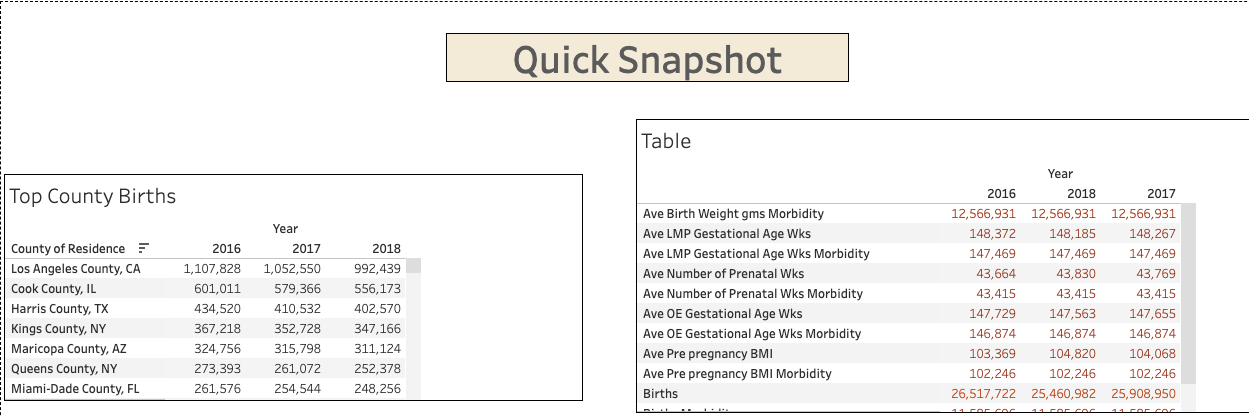 Quick Snapshot
Top County Births
Year
County of Residence 2016 2017 2018
Los Angeles County, CA 1,107,828 1,052,550 992,439
Cook County, IL 601,011 579,366 556,173
Harris County, TX 434,520 410,532 402,570
Kings County, NY 367,218 352,728 347,166
Maricopa County, AZ 324,756 315,798 311,124
Queens County, NY 273,393 261,072 252,378
Miami-Dade County, FL 261,576 254,544 248,256
Table
Year
2016 2018 2017
Ave Birth Weight gms Morbidity 12,566,931 12,566,931 12,566,931
Ave LMP Gestational Age Wks 148,372 148,185 148,267
Ave LMP Gestational Age Wks Morbidity 147,469 147,469 147,469
Ave Number of Prenatal Wks 43,664 43,830 43,769
Ave Number of Prenatal Wks Morbidity 43,415 43,415 43,415
Ave OE Gestational Age Wks 147,729 147,563 147,655
Ave OE Gestational Age Wks Morbidity 146,874 146,874 146,874
Ave Pre pregnancy BMI 103,369 104,820 104,068
Ave Pre pregnancy BMI Morbidity 102,246 102,246 102,246
Births 26,517,722 25,460,982 25,908,950